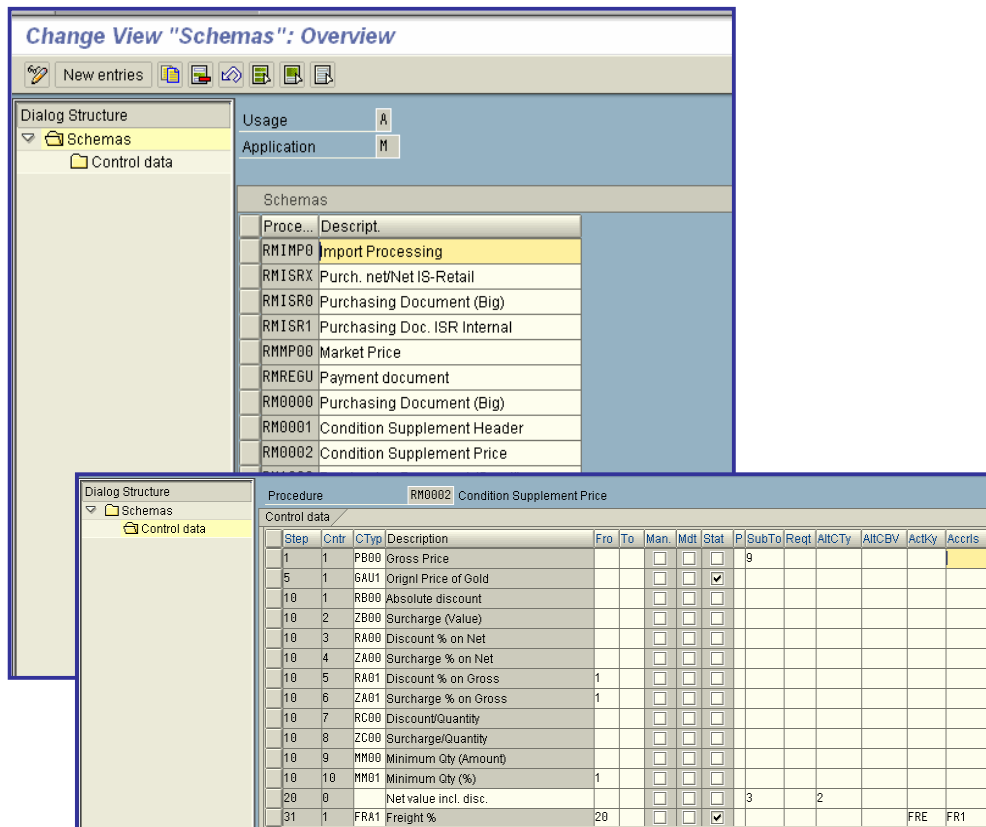 Change View "Schemas": Overview
New entries
Dialog Structure
Schemas
Control data
Usage A
Application M
Schemas
Proce... Descript.
RMIMP0 Import Processing
RMISRX Purch. net/Net IS-Retail
RMISR0 Purchasing Document (Big)
RMISR1 Purchasing Doc. ISR Internal
RMMP00 Market Price
RMREGU Payment document
RM0000 Purchasing Document (Big)
RM0001 Condition Supplement Header
RM0002 Condition Supplement Price
Dialog Structure
Schemas
Control data
Procedure RM0002 Condition Supplement Price
Control data
Step Cntr CTyp Description Fro To Man. Mdt Stat P SubTo Reqt AltCTy AltCBV ActKy Accrls
1 1 PB00 Gross Price 9
5 1 GAU1 Orignl Price of Gold
10 1 RB00 Absolute discount
10 2 ZB00 Surcharge (Value)
10 3 RA00 Discount % on Net
10 4 ZA00 Surcharge % on Net
10 5 RA01 Discount % on Gross 1
10 6 ZA01 Surcharge % on Gross 1
10 7 RC00 Discount/Quantity
10 8 ZC00 Surcharge/Quantity
10 9 MM00 Minimum Qty (Amount)
10 10 MM01 Minimum Qty (%) 1
20 0 Net value incl. disc. 3 2
31 1 FRA1 Freight % 20 FRE FR1